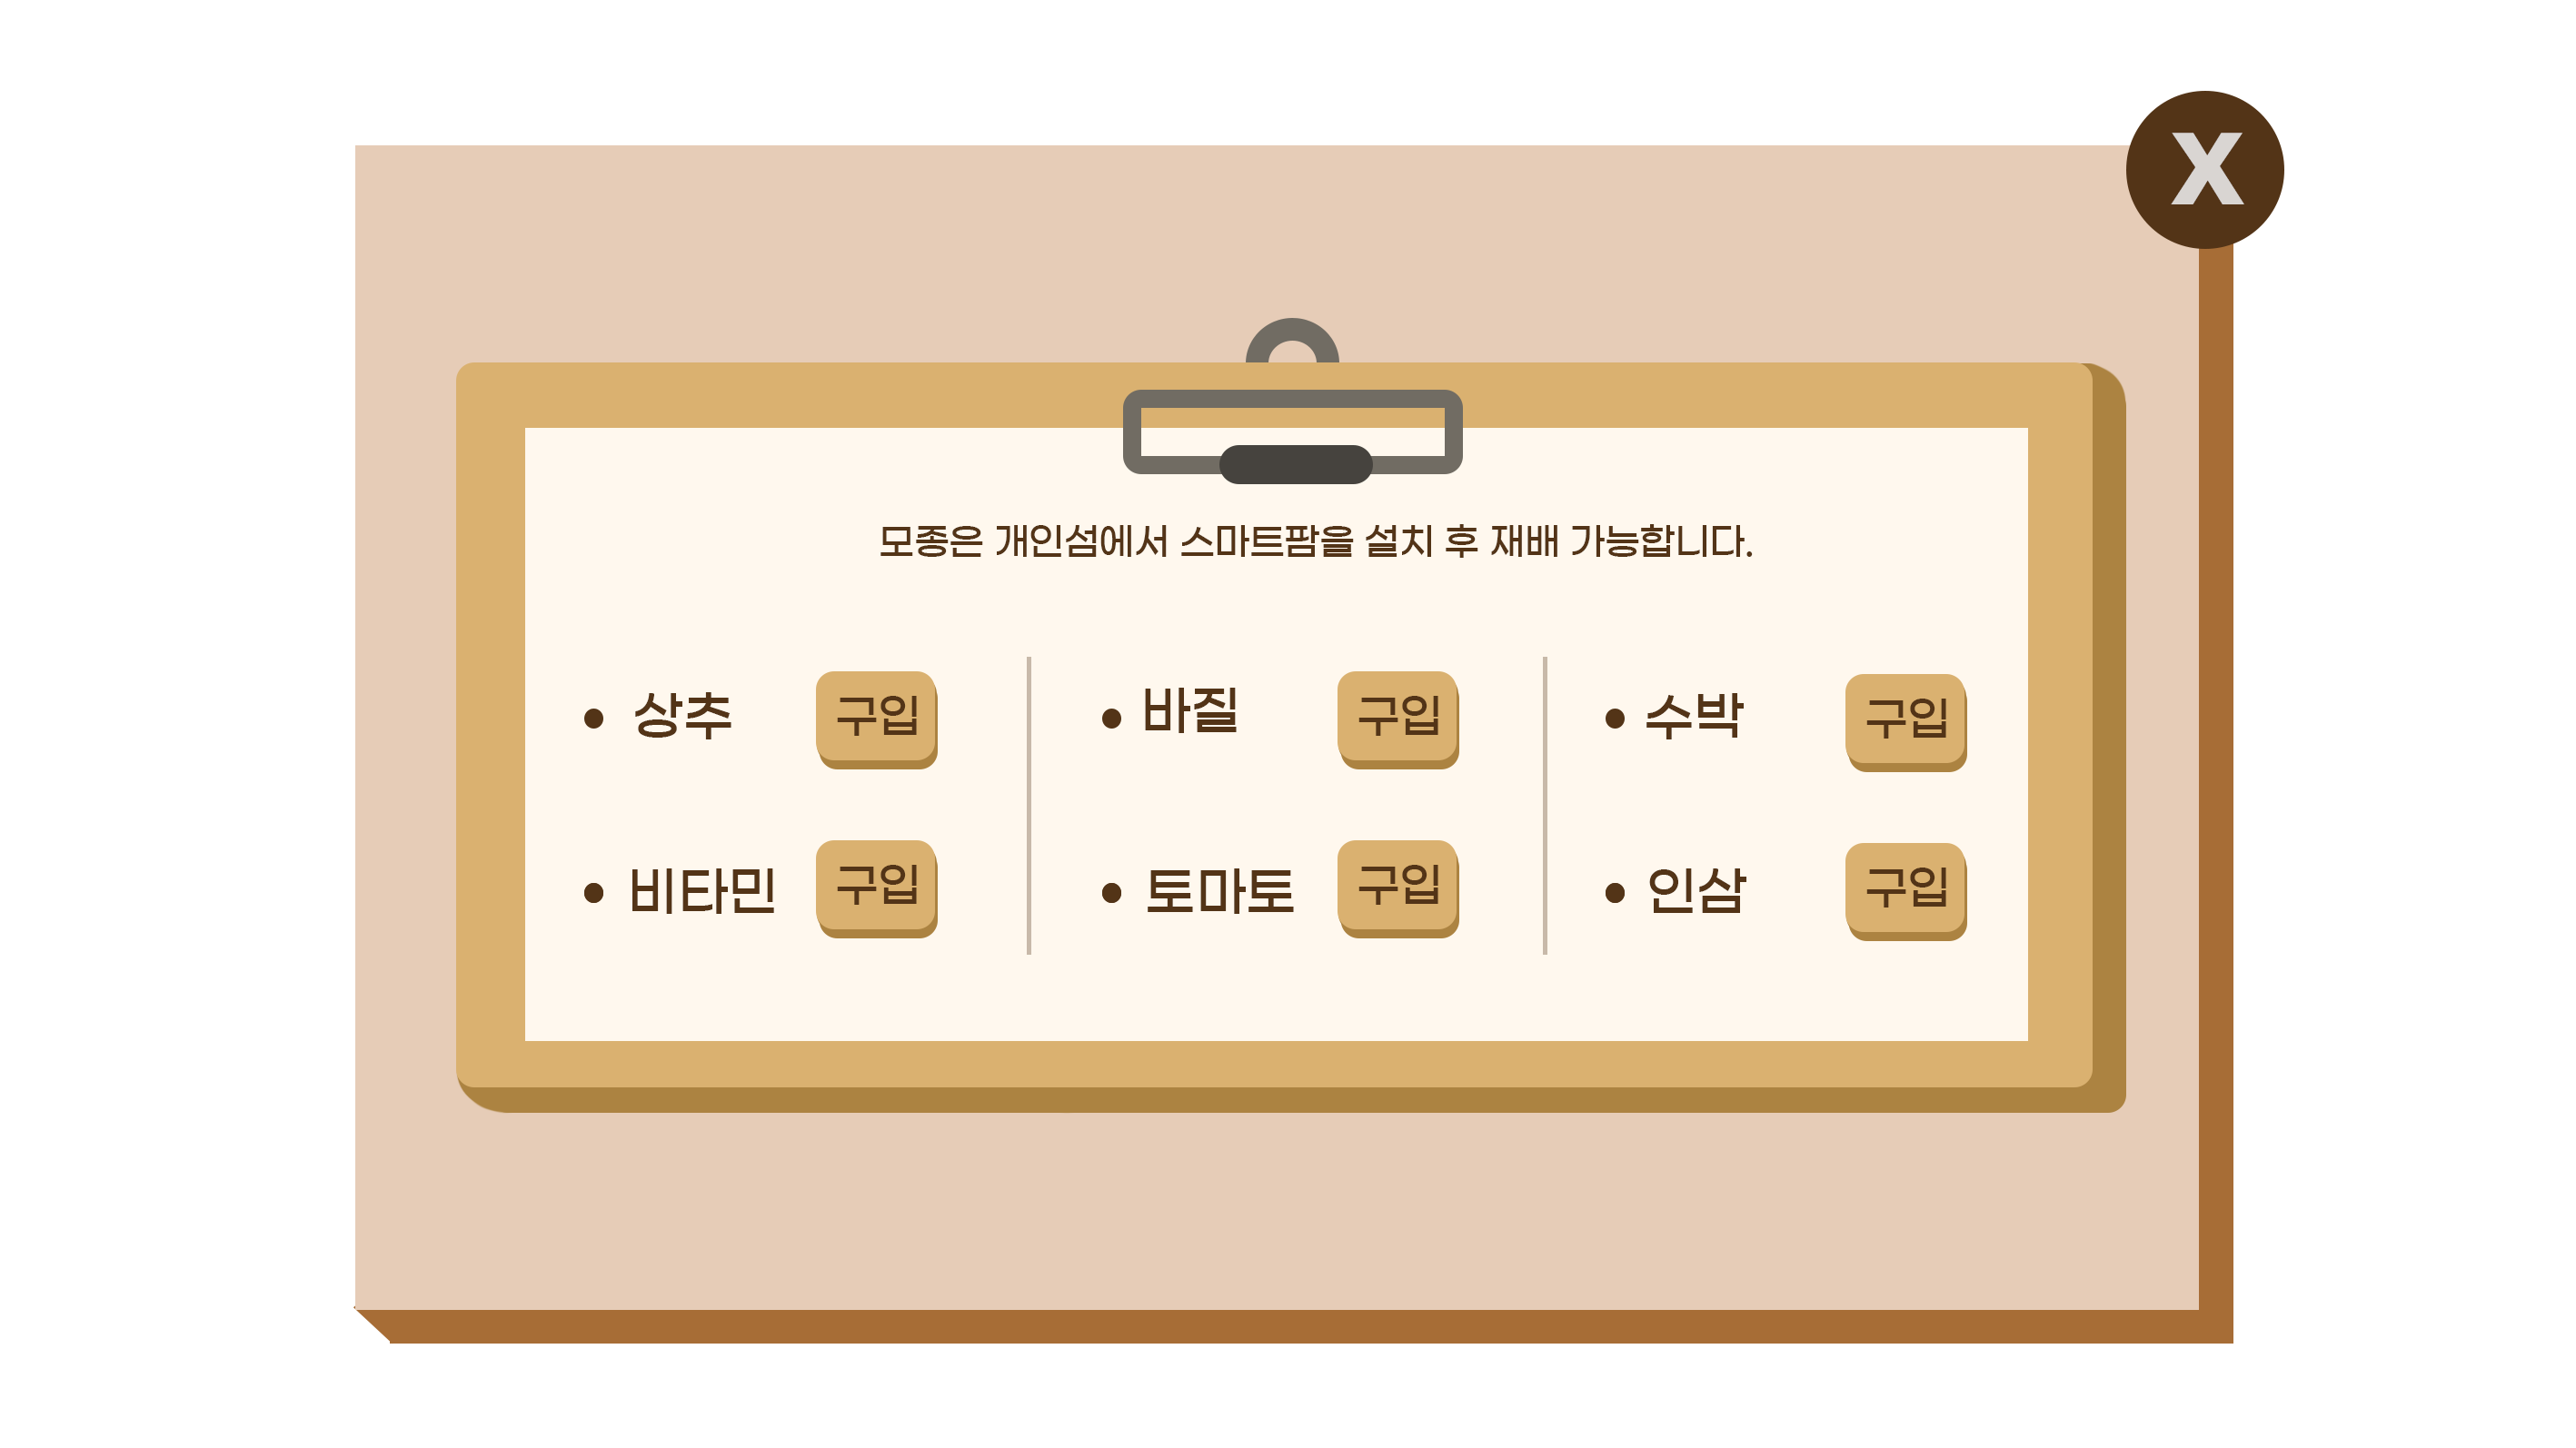 X
모종은 개인섬에서 스마트팜을 설치 후 재배 가능합니다.
• 상추 구입
• 바질 구입
• 수박 구입
• 비타민 구입
• 토마토 구입
• 인삼 구입